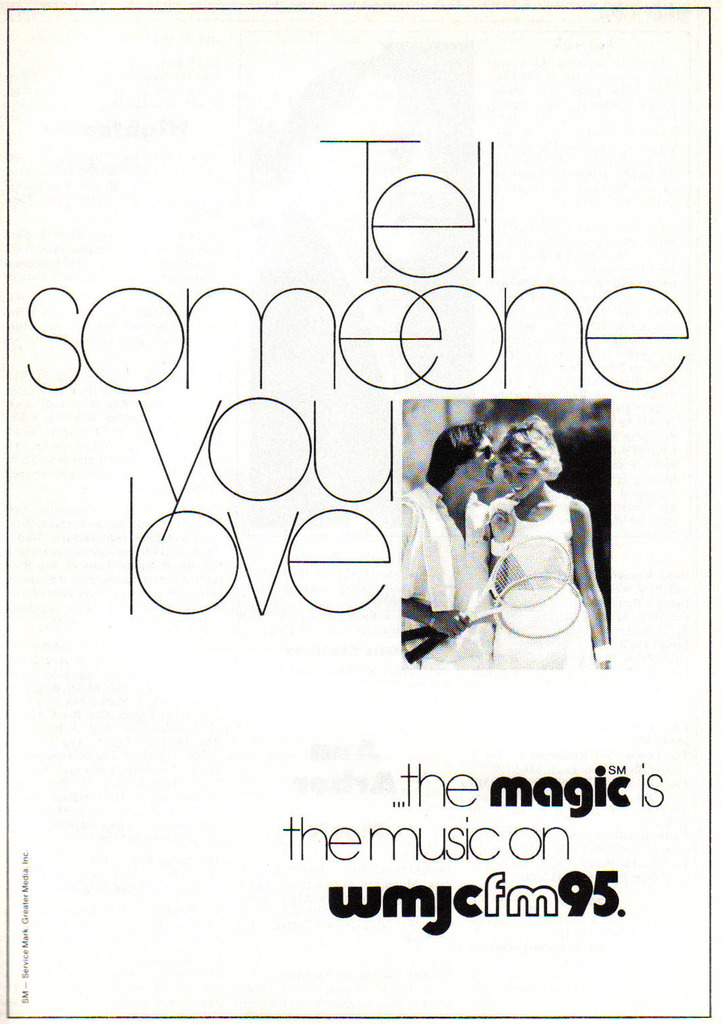 Tell
someone
you
love
...the magic℠ is
the music on
wmjcfm95.
SM — Service Mark Greater Media Inc.